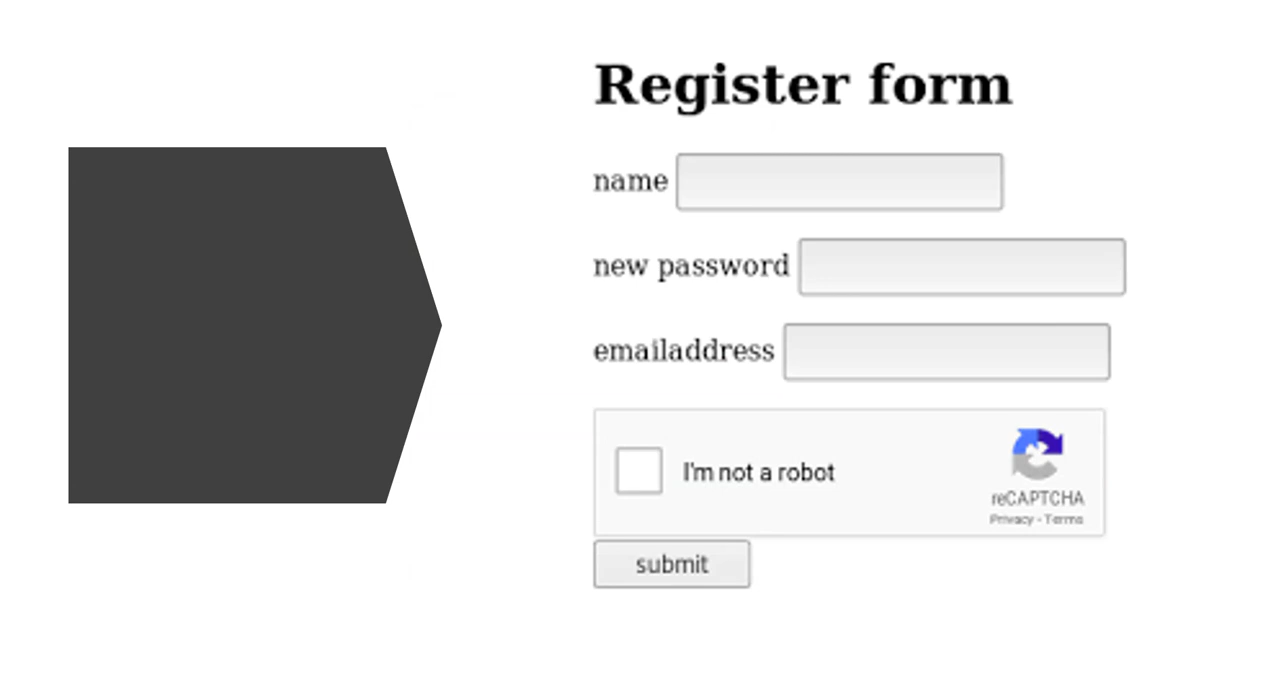 Register form
name
new password
emailaddress
I'm not a robot
reCAPTCHA
Privacy - Terms
submit